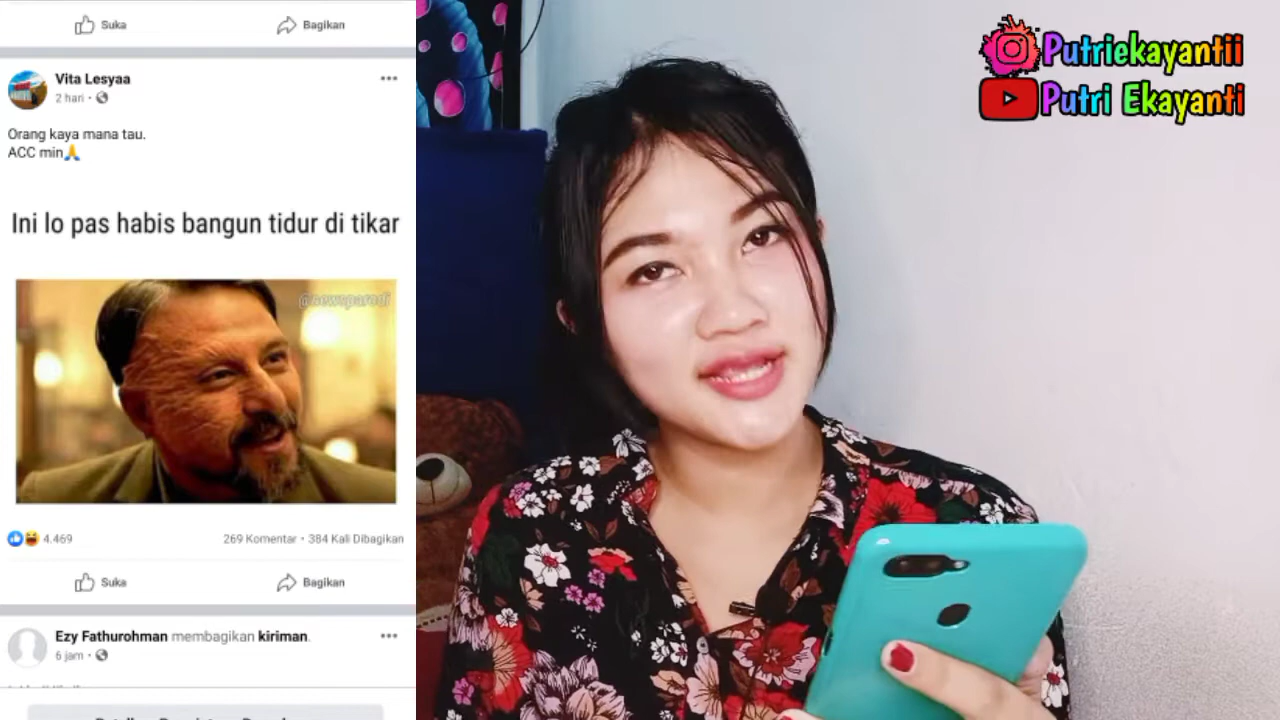 Suka
Bagikan
Vita Lesyaa
2 hari
Orang kaya mana tau.
ACC min🙏
Ini lo pas habis bangun tidur di tikar
@newsparodi
4.469
269 Komentar • 384 Kali Dibagikan
Suka
Bagikan
Ezy Fathurohman membagikan kiriman.
6 jam
Putriekayantii
Putri Ekayanti